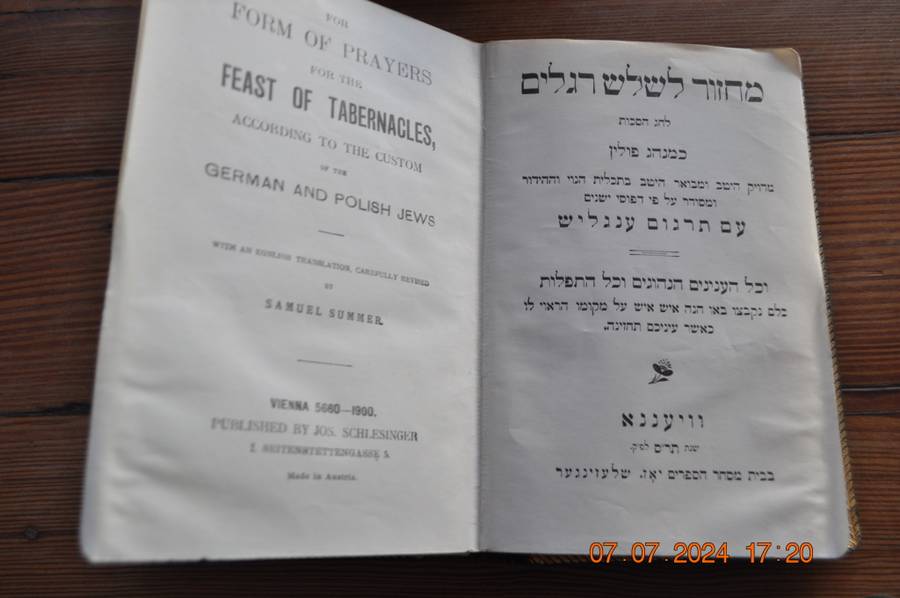 FOR
FORM OF PRAYERS
FOR THE
FEAST OF TABERNACLES,
ACCORDING TO THE CUSTOM
OF THE
GERMAN AND POLISH JEWS
WITH AN ENGLISH TRANSLATION, CAREFULLY REVISED
BY
SAMUEL SUMMER
VIENNA 5660—1900.
PUBLISHED BY JOS. SCHLESINGER
I. SEITENSTETTENGASSE 5.
Made in Austria.
מחזור לשלש רגלים
לחג הסכות
כמנהג פולין
מדויק היטב ומבואר היטב בתכלית הנוי וההידור
ומסודר על פי דפוסי ישנים
עם תרגום ענגליש
וכל הענינים הנהוגים וכל התפלות
כלם נקבצו באו הנה איש איש על מקומו הראוי לו
כאשר עיניכם תחזינה.
וויעננא
שנת תר״ס לפ״ק.
בבית מסחר הספרים יאָז. שלעזינגער
07.07.2024 17:20